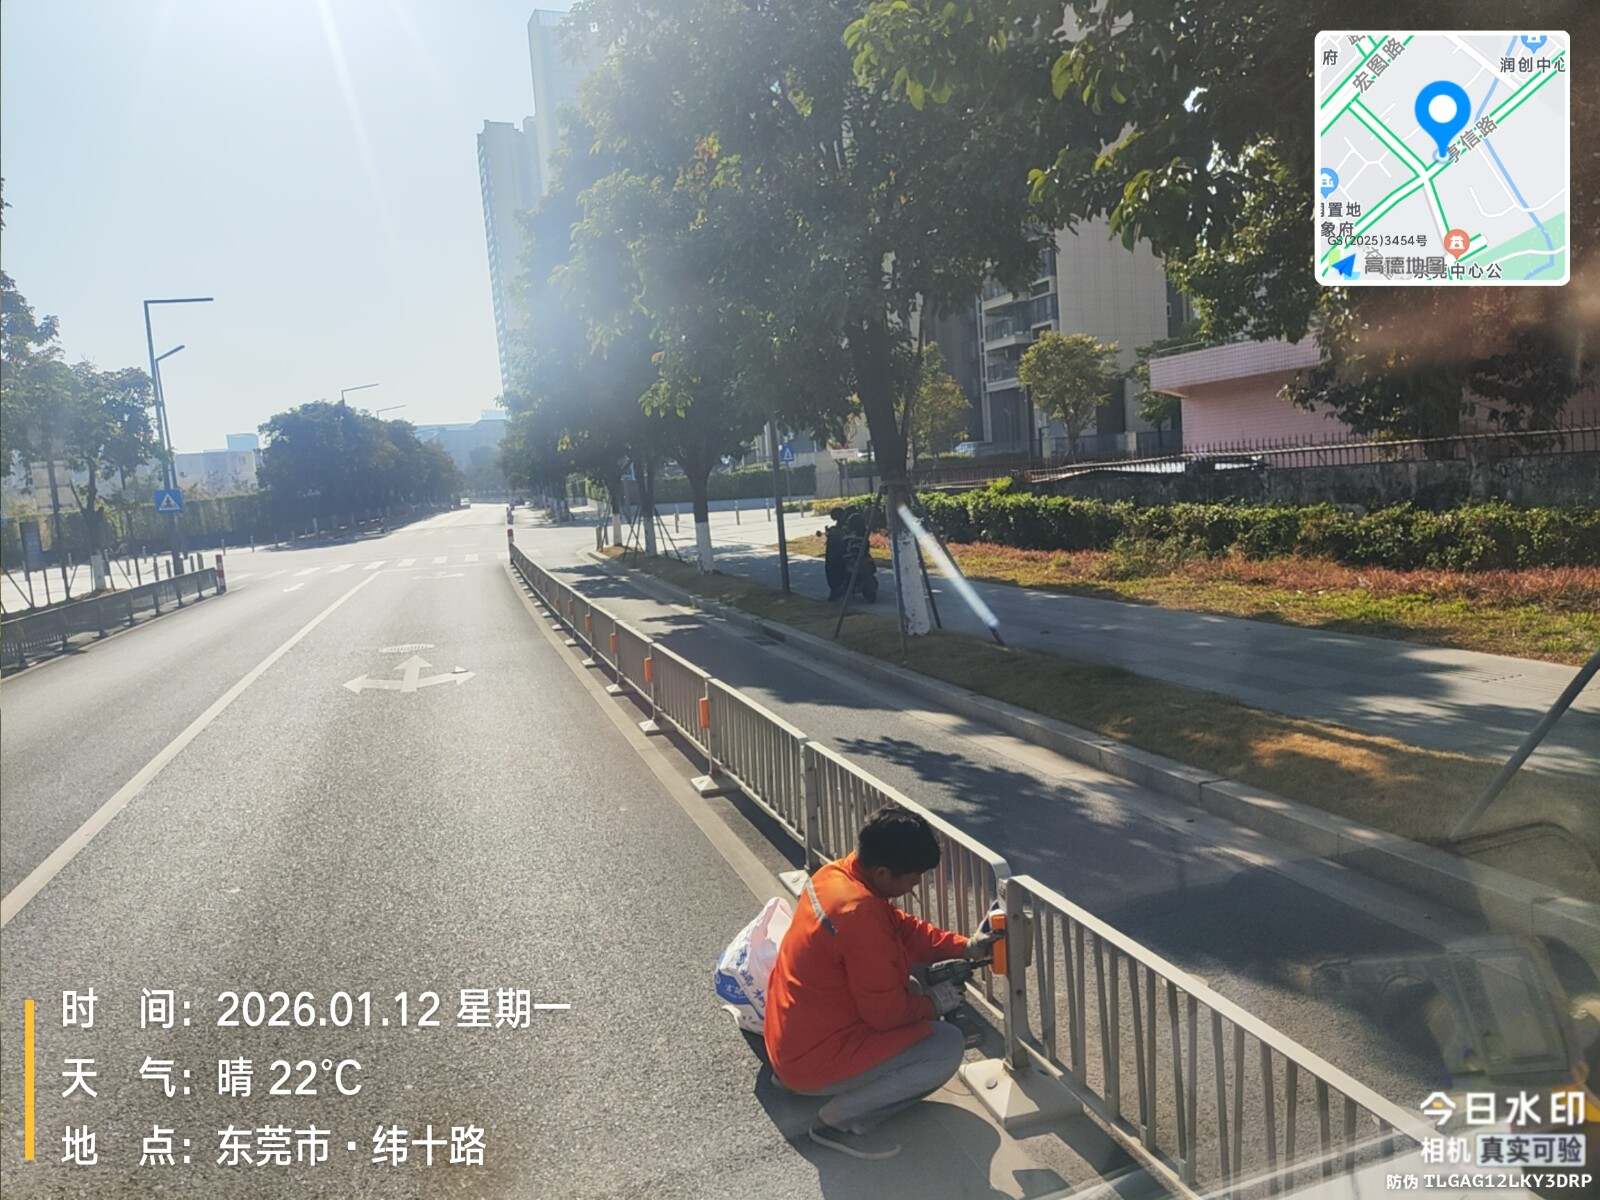 府
宏图路
润创中心
亨信路
置地
象府
GS(2025)3454号
高德地图
东莞中心公
时 间：2026.01.12 星期一
天 气：晴 22℃
地 点：东莞市·纬十路
今日水印
相机 真实可验
防伪 TLGAG12LKY3DRP